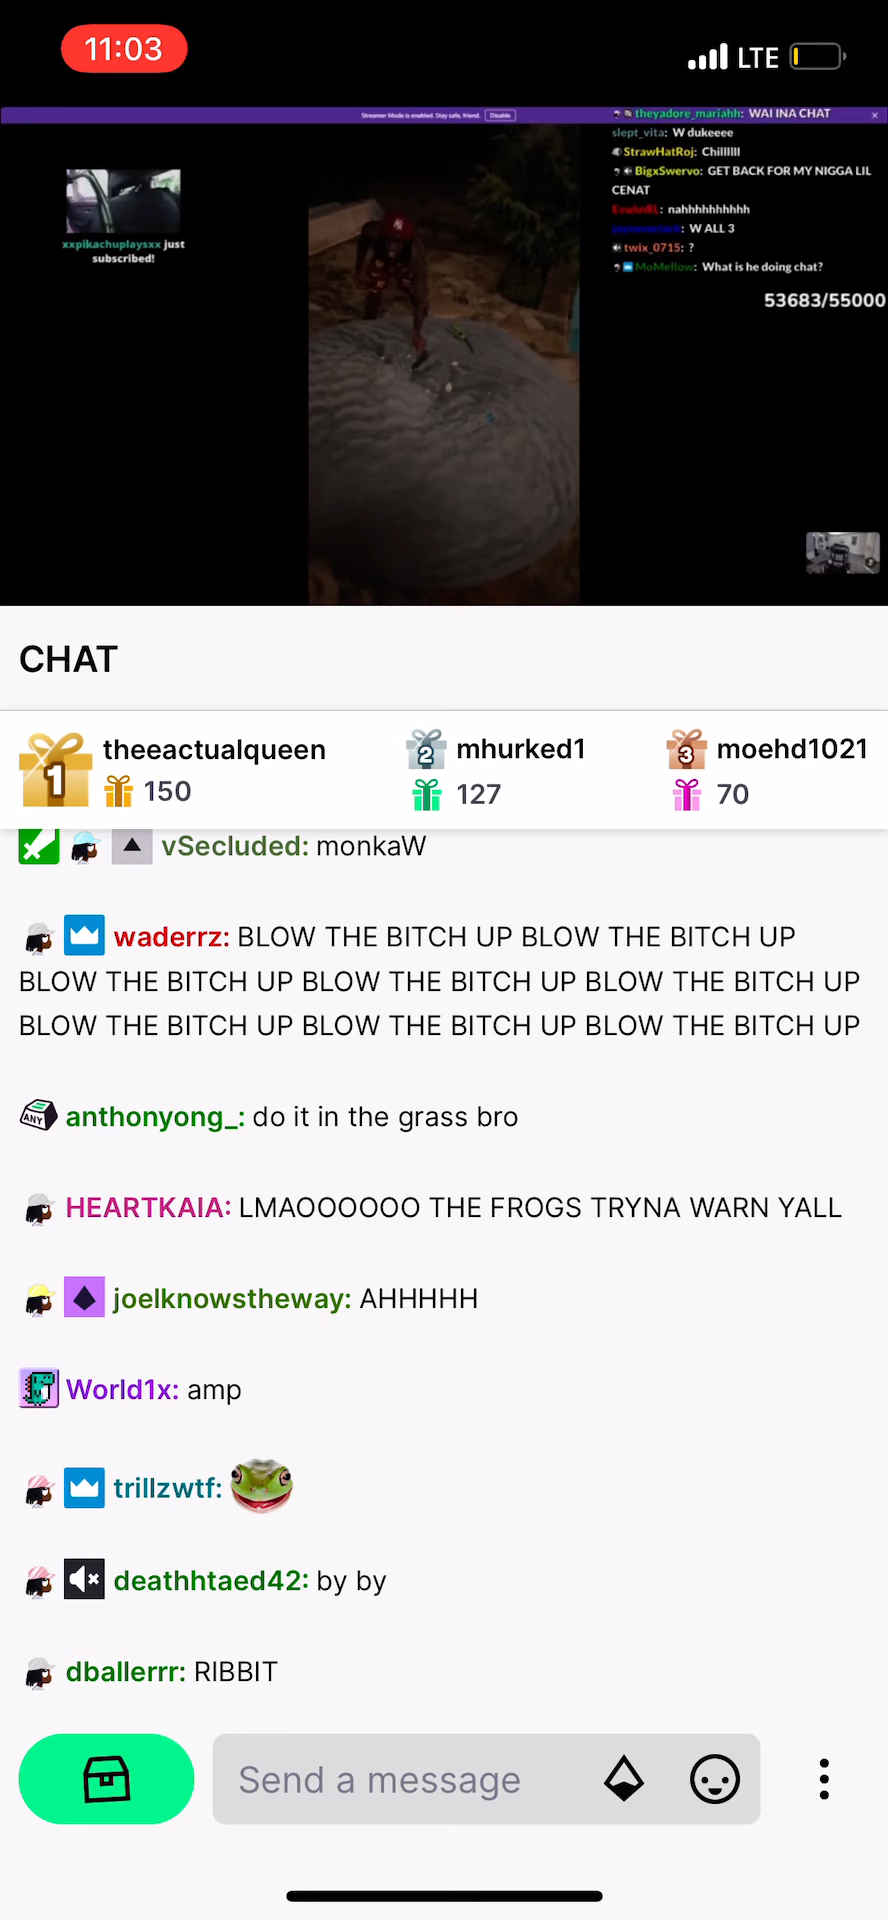 11:03
LTE
Streamer Mode is enabled. Stay safe, friend. Disable
theyadore_mariahh: WAI INA CHAT
slept_vita: W dukeeee
StrawHatRoj: Chilllllll
BigxSwervo: GET BACK FOR MY NIGGA LIL
CENAT
nahhhhhhhhhh
: W ALL 3
twix_0715: ?
MoMellow: What is he doing chat?
53683/55000
xxpikachuplaysxx just
subscribed!
CHAT
1 theeactualqueen
150
2 mhurked1
127
3 moehd1021
70
vSecluded: monkaW
waderrz: BLOW THE BITCH UP BLOW THE BITCH UP
BLOW THE BITCH UP BLOW THE BITCH UP BLOW THE BITCH UP
BLOW THE BITCH UP BLOW THE BITCH UP BLOW THE BITCH UP
ANY anthonyong_: do it in the grass bro
HEARTKAIA: LMAOOOOOO THE FROGS TRYNA WARN YALL
joelknowstheway: AHHHHH
World1x: amp
trillzwtf:
deathhtaed42: by by
dballerrr: RIBBIT
Send a message